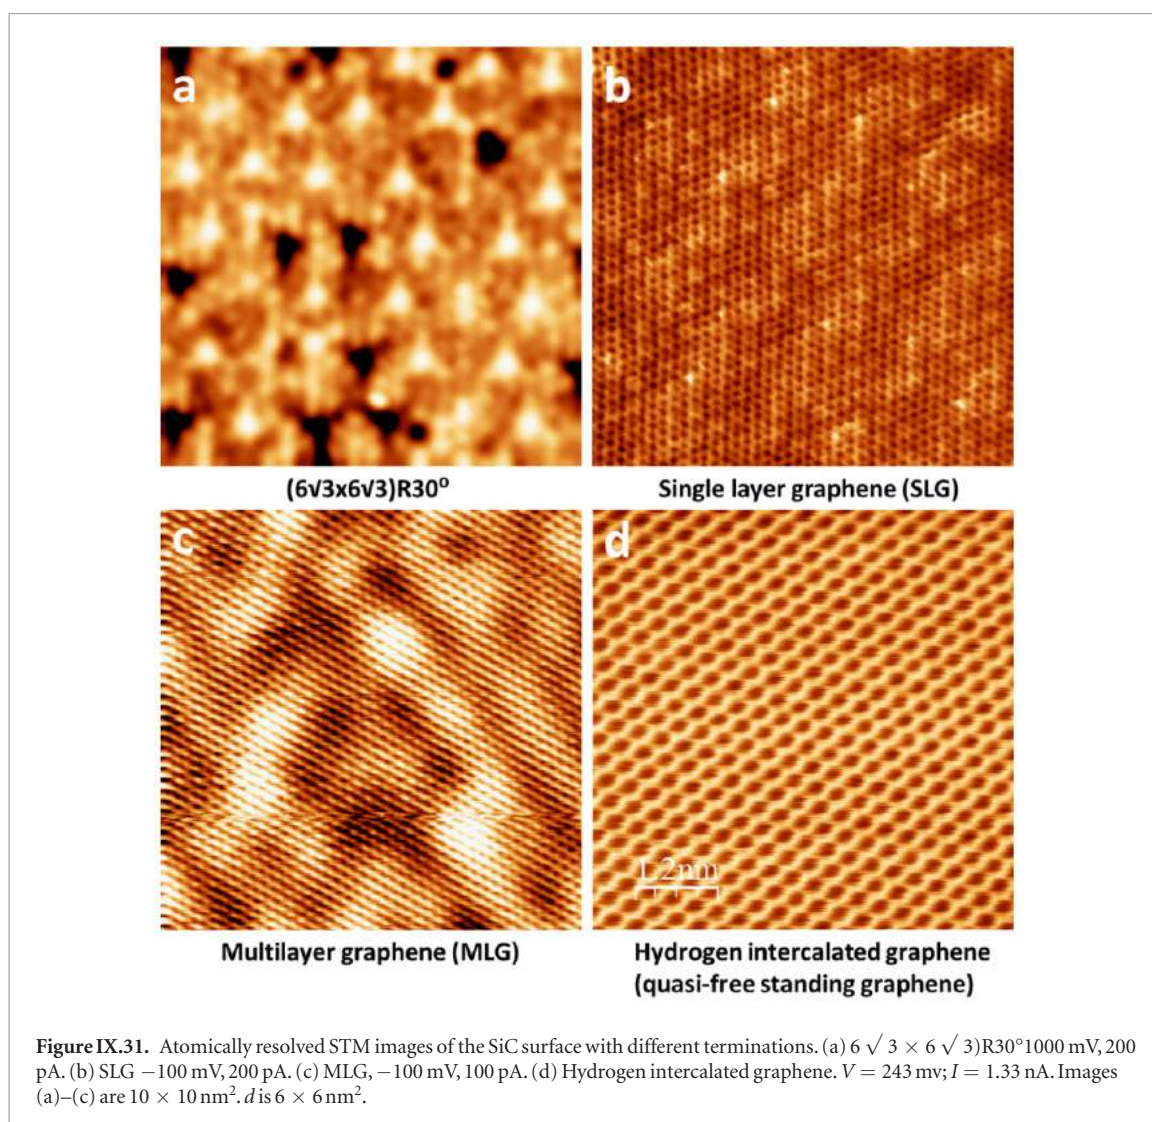 a
b
(6√3x6√3)R30⁰
Single layer graphene (SLG)
c
d
1.2nm
Multilayer graphene (MLG)
Hydrogen intercalated graphene
(quasi-free standing graphene)
Figure IX.31. Atomically resolved STM images of the SiC surface with different terminations. (a) 6 √ 3 × 6 √ 3)R30°1000 mV, 200
pA. (b) SLG −100 mV, 200 pA. (c) MLG, −100 mV, 100 pA. (d) Hydrogen intercalated graphene. V = 243 mv; I = 1.33 nA. Images
(a)–(c) are 10 × 10 nm². d is 6 × 6 nm².